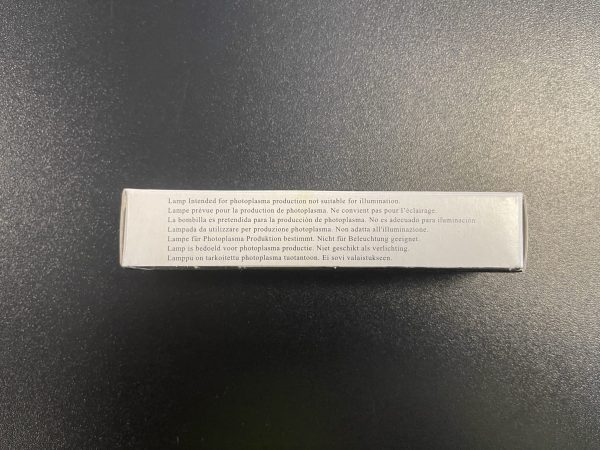 Lamp Intended for photoplasma production not suitable for illumination.
Lampe prévue pour la production de photoplasma. Ne convient pas pour l'éclairage.
La bombilla es pretendida para la producción de photoplasma. No es adecuado para iluminación
Lampada da utilizzare per produzione photoplasma. Non adatta all'illuminazione.
Lampe für Photoplasma Produktion bestimmt. Nicht für Beleuchtung geeignet
Lamp is bedoeld voor photoplasma productie. Niet geschikt als verlichting.
Lamppu on tarkoitettu photoplasma tuotantoon. Ei sovi valaistukseen.